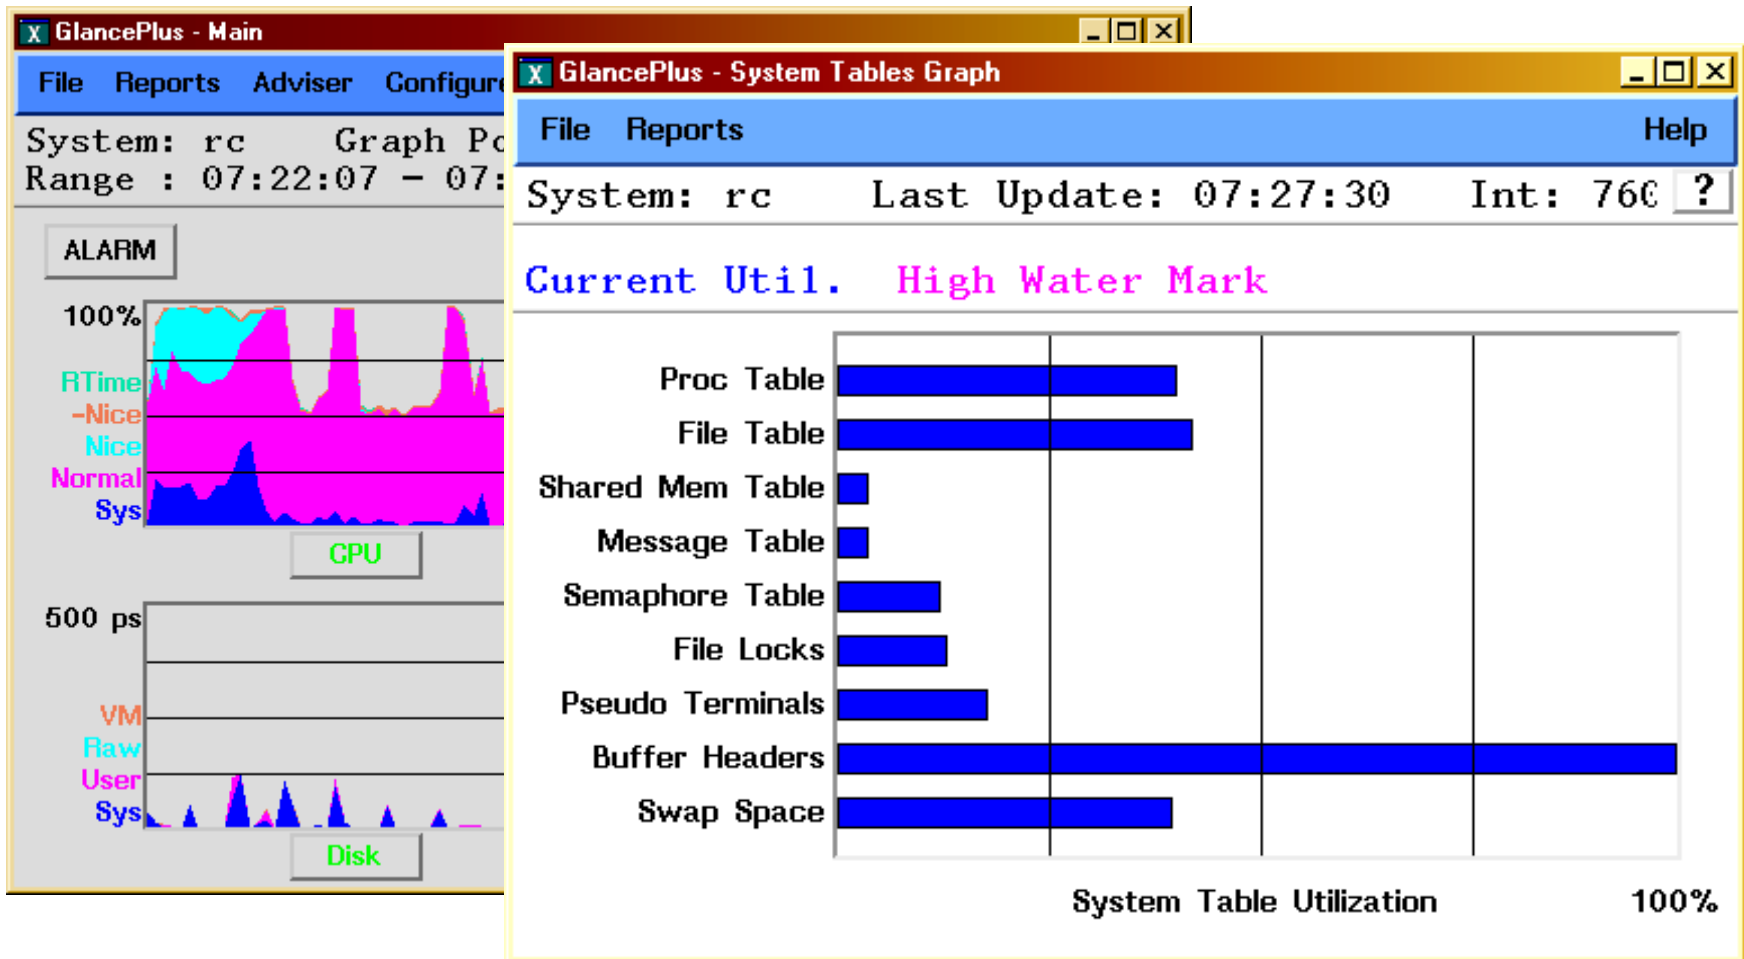 GlancePlus - Main
File Reports Adviser Configure
System: rc Graph Po
Range : 07:22:07 - 07:
ALARM
100%
RTime
-Nice
Nice
Normal
Sys
CPU
500 ps
VM
Raw
User
Sys
Disk
GlancePlus - System Tables Graph
File Reports Help
System: rc Last Update: 07:27:30 Int: 760 ?
Current Util. High Water Mark
Proc Table
File Table
Shared Mem Table
Message Table
Semaphore Table
File Locks
Pseudo Terminals
Buffer Headers
Swap Space
System Table Utilization 100%